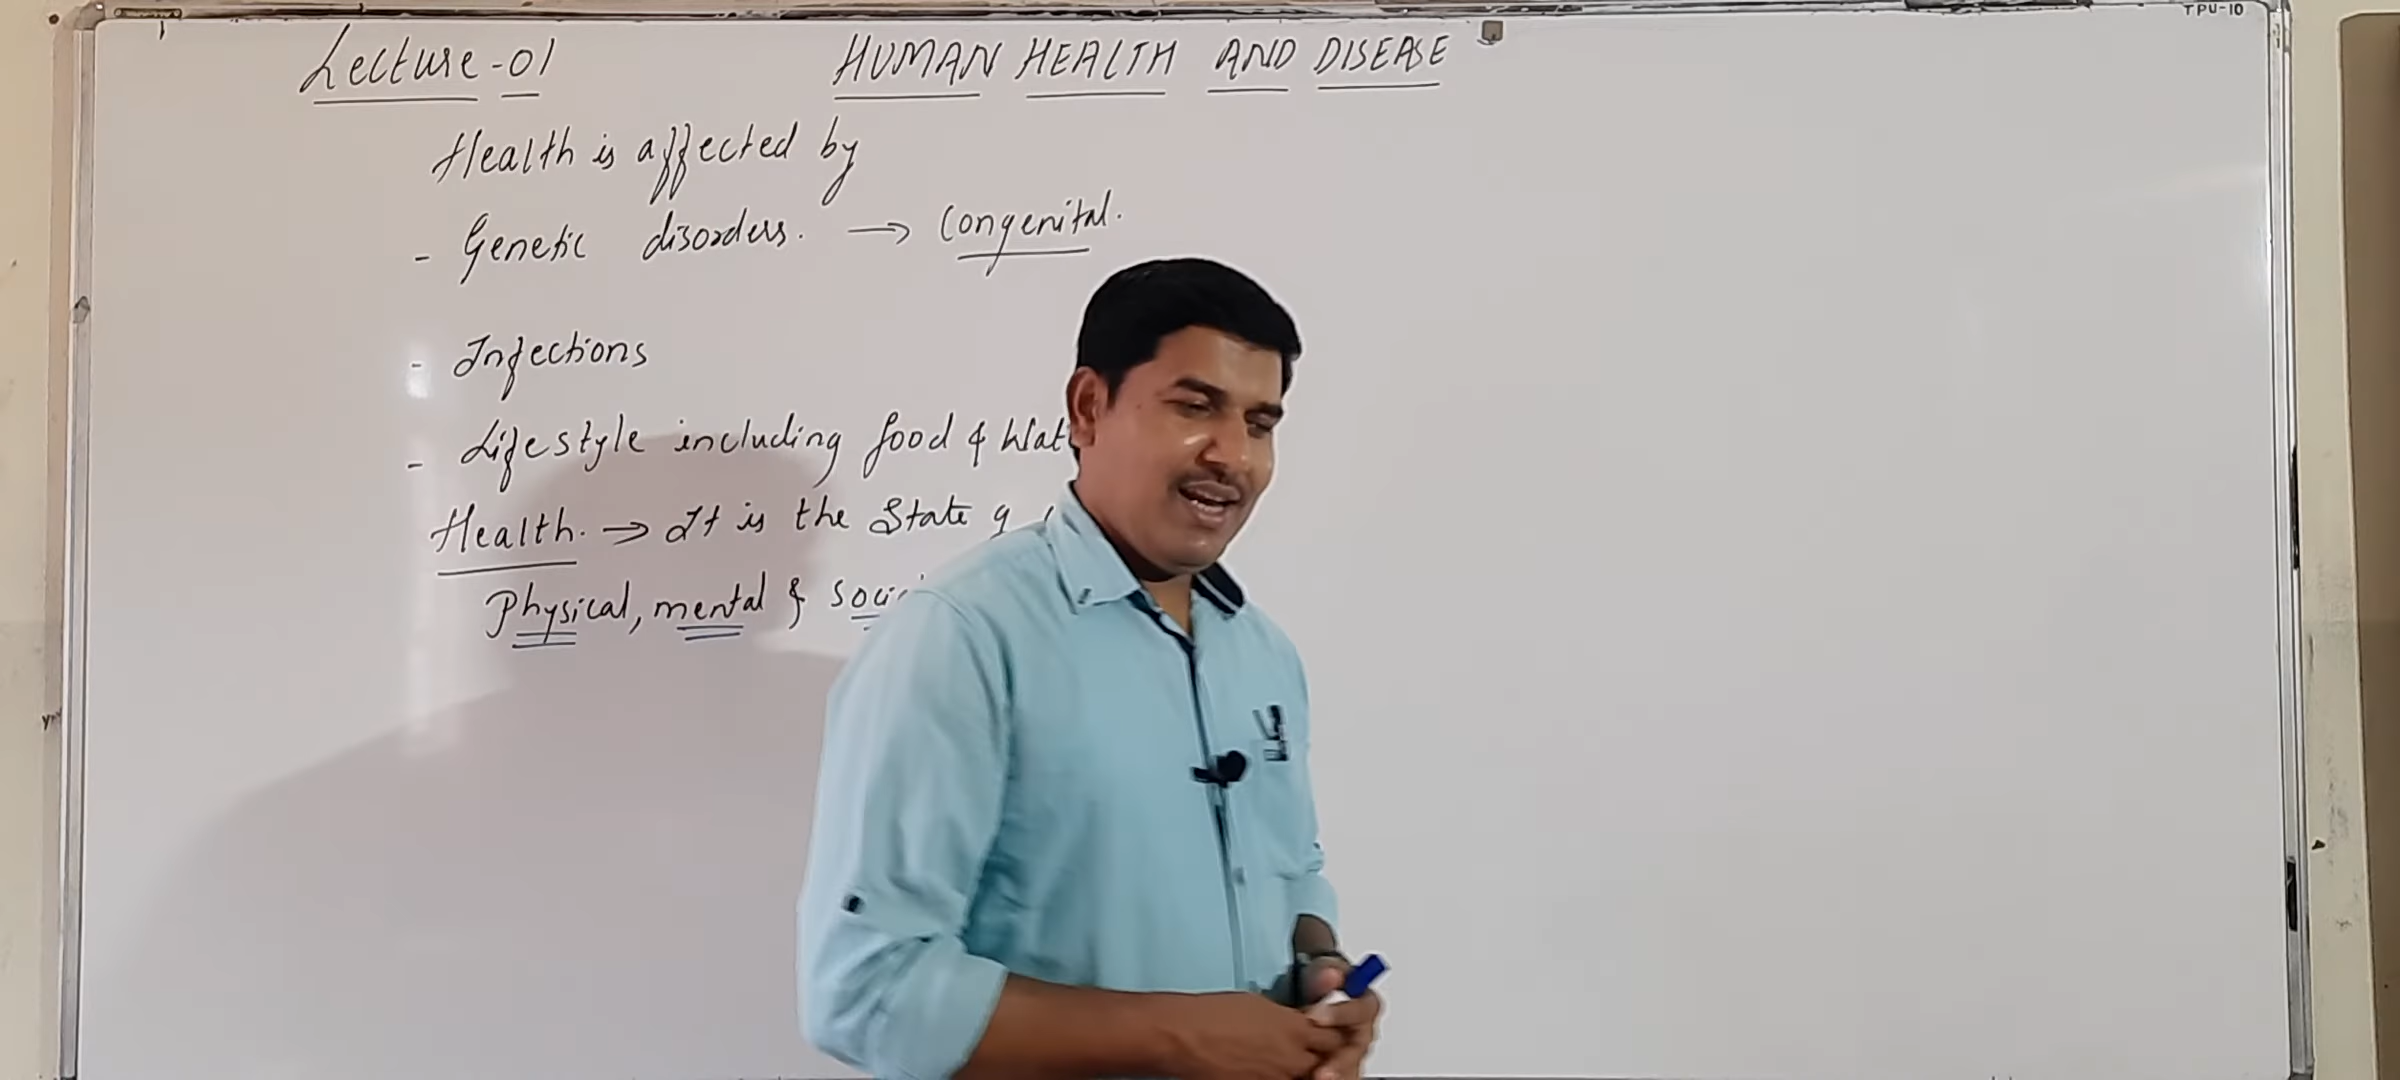 TPU-10
Lecture-01 HUMAN HEALTH AND DISEASE
Health is affected by
- Genetic disorders. → Congenital.
- Infections
- Lifestyle including food & Wat
Health. → It is the State of
Physical, mental & soci